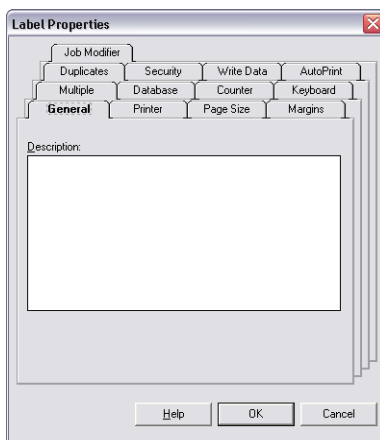 Label Properties
Job Modifier
Duplicates Security Write Data AutoPrint
Multiple Database Counter Keyboard
General Printer Page Size Margins
Description:
Help OK Cancel